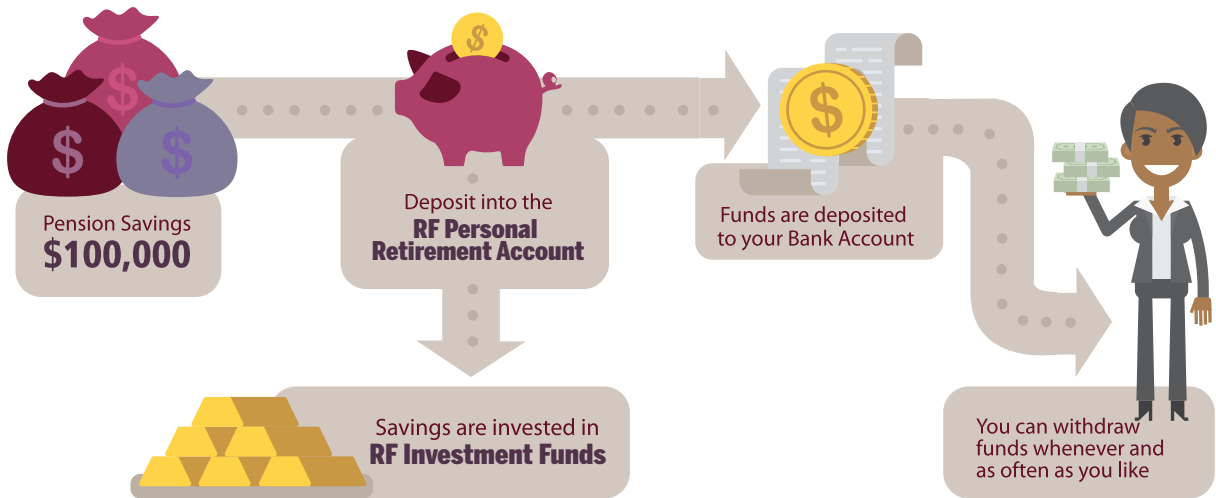 Pension Savings
$100,000
Deposit into the
RF Personal
Retirement Account
Funds are deposited
to your Bank Account
Savings are invested in
RF Investment Funds
You can withdraw
funds whenever and
as often as you like
$
$
$
$
$